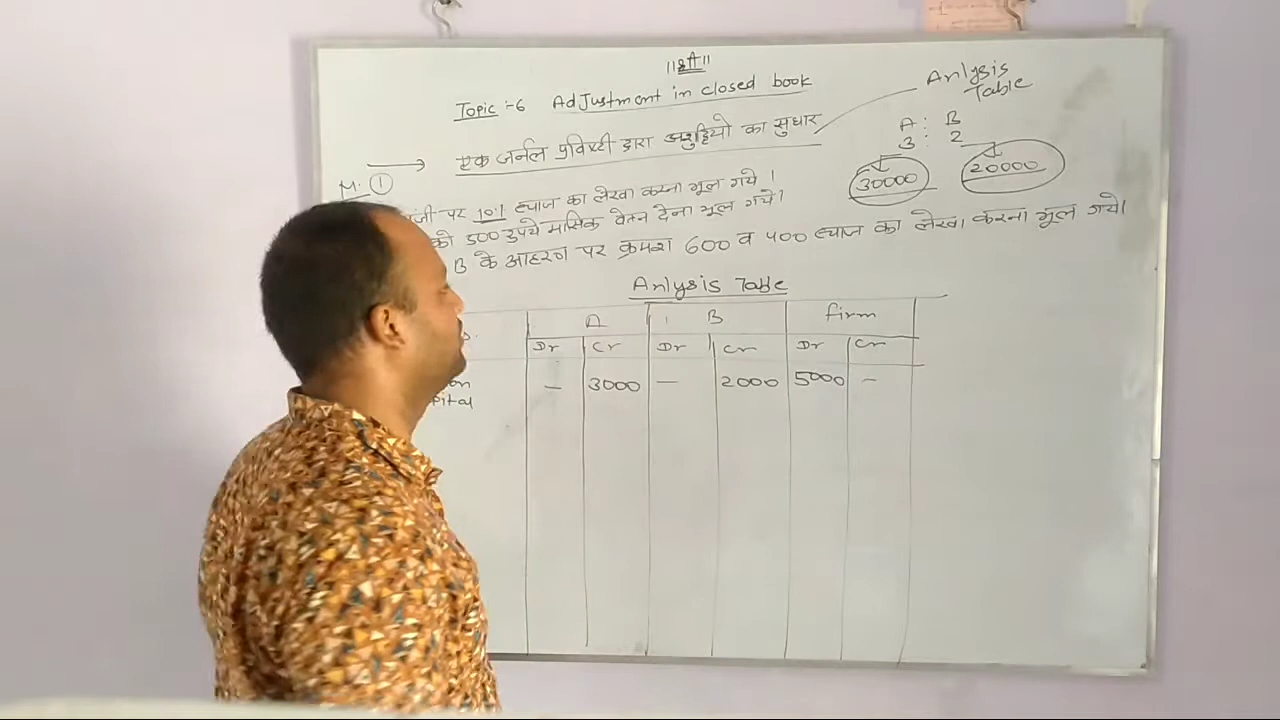 ||श्री||
Topic :-6 Adjustment in closed book
Anlysis Table
एक जर्नल प्रविष्टी द्वारा अशुद्धियो का सुधार
A : B
3 : 2
30000 20000
M. ①
पर 10% ब्याज का लेखा करना भूल गये।
को 500 रुपये मासिक वेतन देना भूल गये।
B के आहरण पर क्रमश 600 व 400 ब्याज का लेखा करना भूल गये।
Anlysis Table
A B firm
Dr Cr Dr Cr Dr Cr
— 3000 — 2000 5000 —
pital